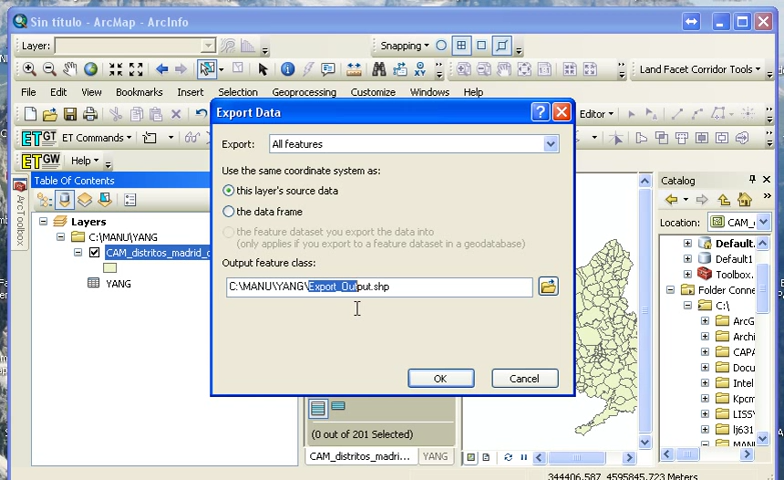 Sin título - ArcMap - ArcInfo
Layer:
Snapping
Land Facet Corridor Tools
File Edit View Bookmarks Insert Selection Geoprocessing Customize Windows Help
Editor
ET GT ET Commands
ET GW Help
Table Of Contents
Layers
C:\MANU\YANG
CAM_distritos_madrid_c
YANG
ArcToolbox
Export Data
Export: All features
Use the same coordinate system as:
this layer's source data
the data frame
the feature dataset you export the data into
(only applies if you export to a feature dataset in a geodatabase)
Output feature class:
C:\MANU\YANG\Export_Output.shp
OK Cancel
(0 out of 201 Selected)
CAM_distritos_madri... YANG
Catalog
Location: CAM_
Default.
Default1
Toolbox.
Folder Conne
C:\
ArcG
Archi
CAPA
Docu
Intel
Kpcm
LISS
lj631
MANU
344406,587 4595845,723 Meters